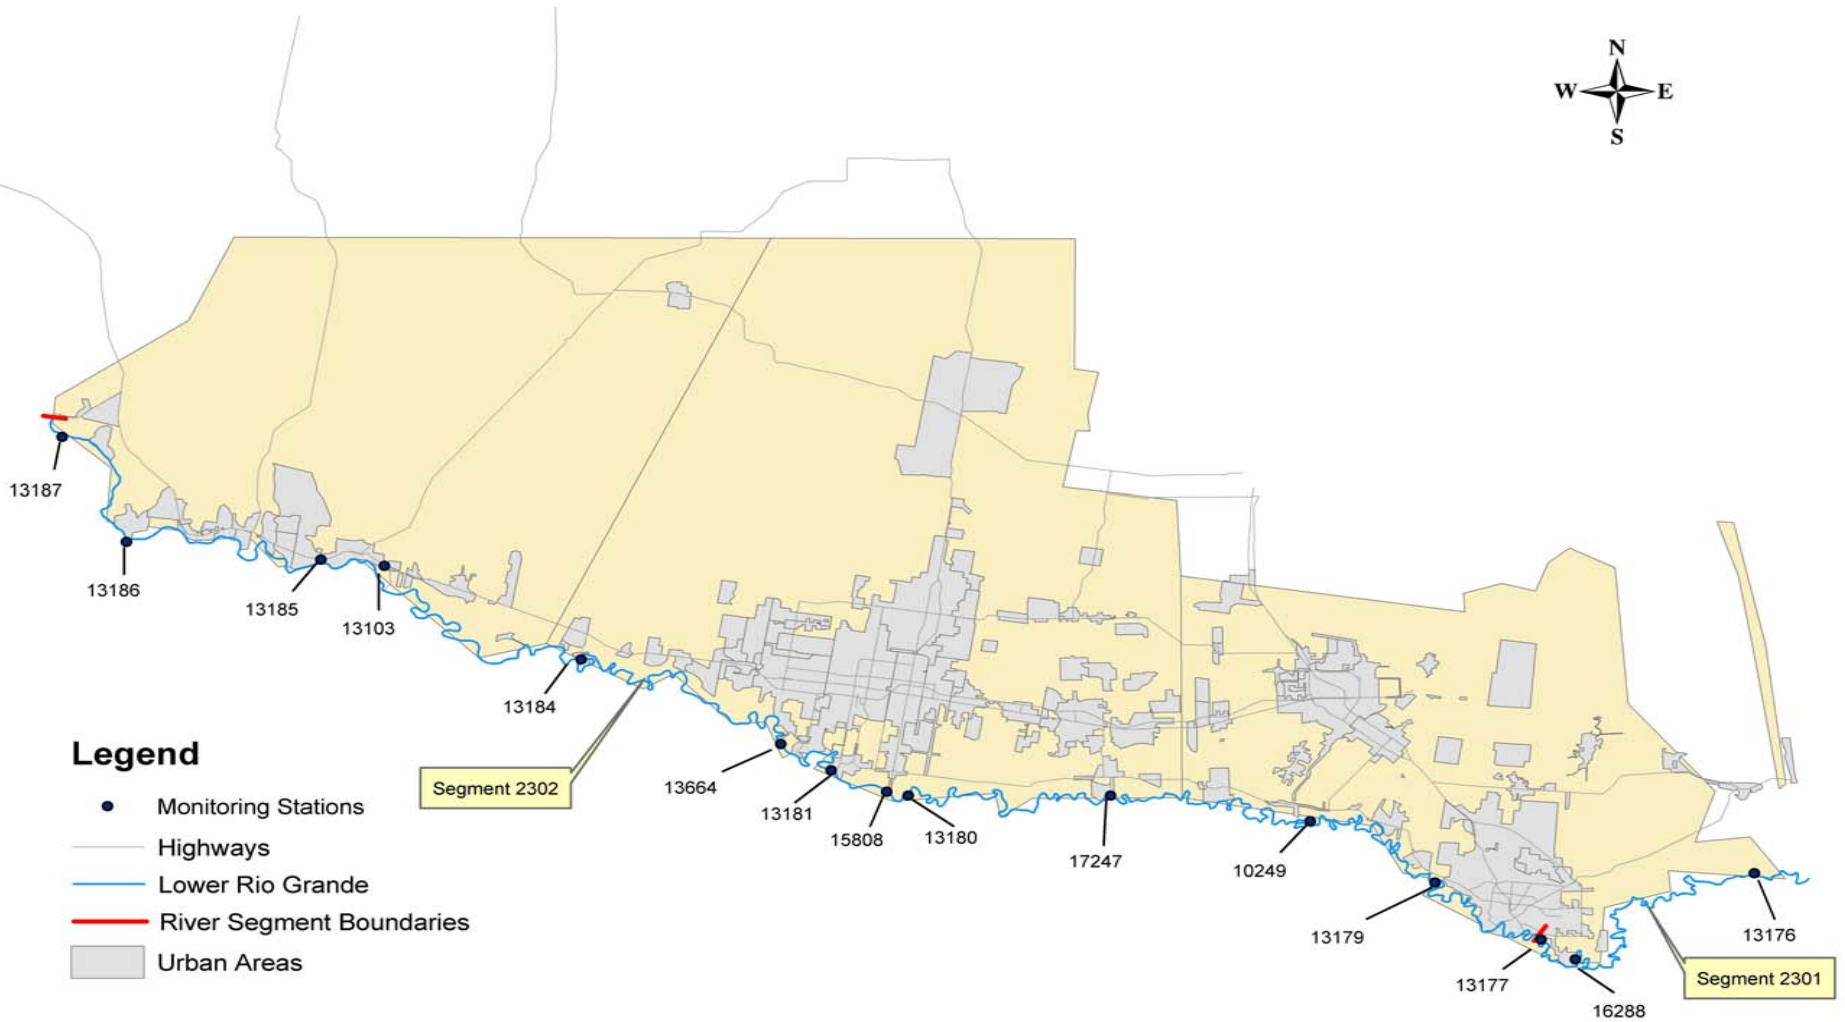 N
W E
S
13187
13186
13185
13103
13184
Segment 2302
13664
13181
15808
13180
17247
10249
13179
13177
16288
13176
Segment 2301
Legend
Monitoring Stations
Highways
Lower Rio Grande
River Segment Boundaries
Urban Areas